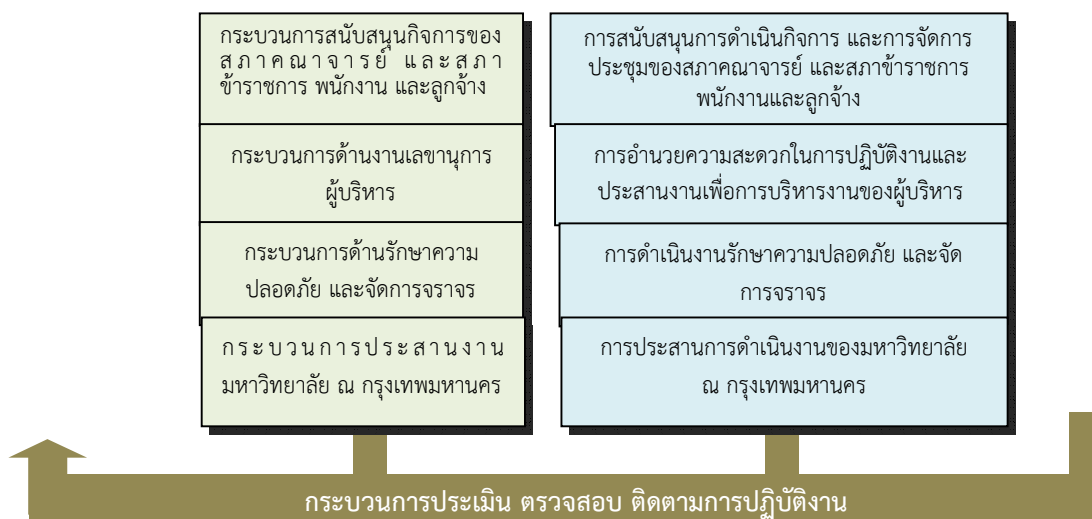 กระบวนการสนับสนุนกิจการของ
สภาคณาจารย์ และสภา
ข้าราชการ พนักงาน และลูกจ้าง
การสนับสนุนการดำเนินกิจการ และการจัดการ
ประชุมของสภาคณาจารย์ และสภาข้าราชการ
พนักงานและลูกจ้าง
กระบวนการด้านงานเลขานุการ
ผู้บริหาร
การอำนวยความสะดวกในการปฏิบัติงานและ
ประสานงานเพื่อการบริหารงานของผู้บริหาร
กระบวนการด้านรักษาความ
ปลอดภัย และจัดการจราจร
การดำเนินงานรักษาความปลอดภัย และจัด
การจราจร
กระบวนการประสานงาน
มหาวิทยาลัย ณ กรุงเทพมหานคร
การประสานการดำเนินงานของมหาวิทยาลัย
ณ กรุงเทพมหานคร
กระบวนการประเมิน ตรวจสอบ ติดตามการปฏิบัติงาน